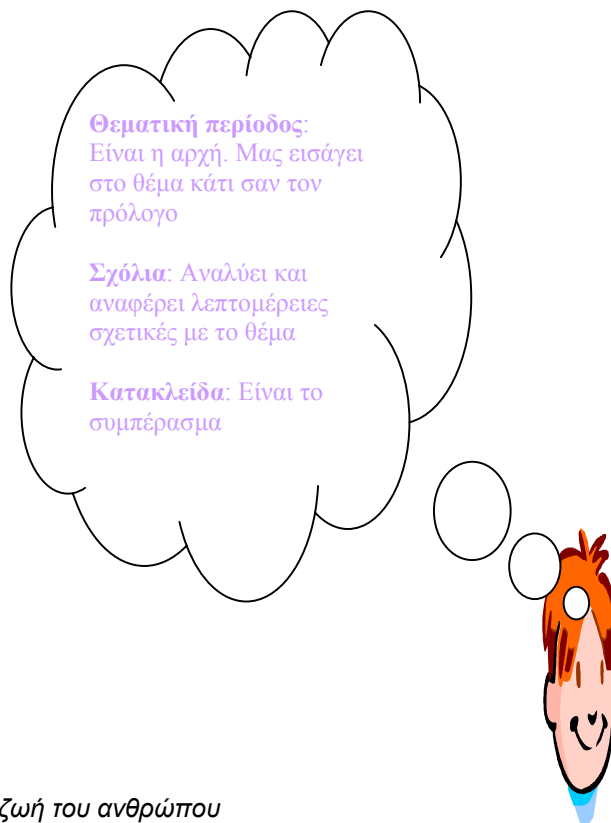 Θεματική περίοδος:
Είναι η αρχή. Μας εισάγει
στο θέμα κάτι σαν τον
πρόλογο
Σχόλια: Αναλύει και
αναφέρει λεπτομέρειες
σχετικές με το θέμα
Κατακλείδα: Είναι το
συμπέρασμα
ζωή του ανθρώπου